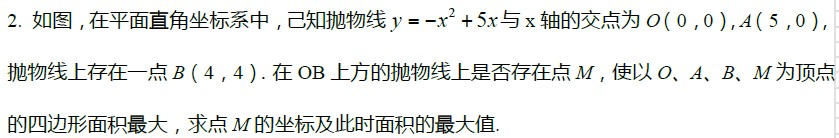 2. 如图，在平面直角坐标系中，己知抛物线 y = −x² + 5x与 x 轴的交点为 O（0，0），A（5，0），
抛物线上存在一点 B（4，4）. 在 OB 上方的抛物线上是否存在点 M，使以 O、A、B、M 为顶点
的四边形面积最大，求点 M 的坐标及此时面积的最大值.